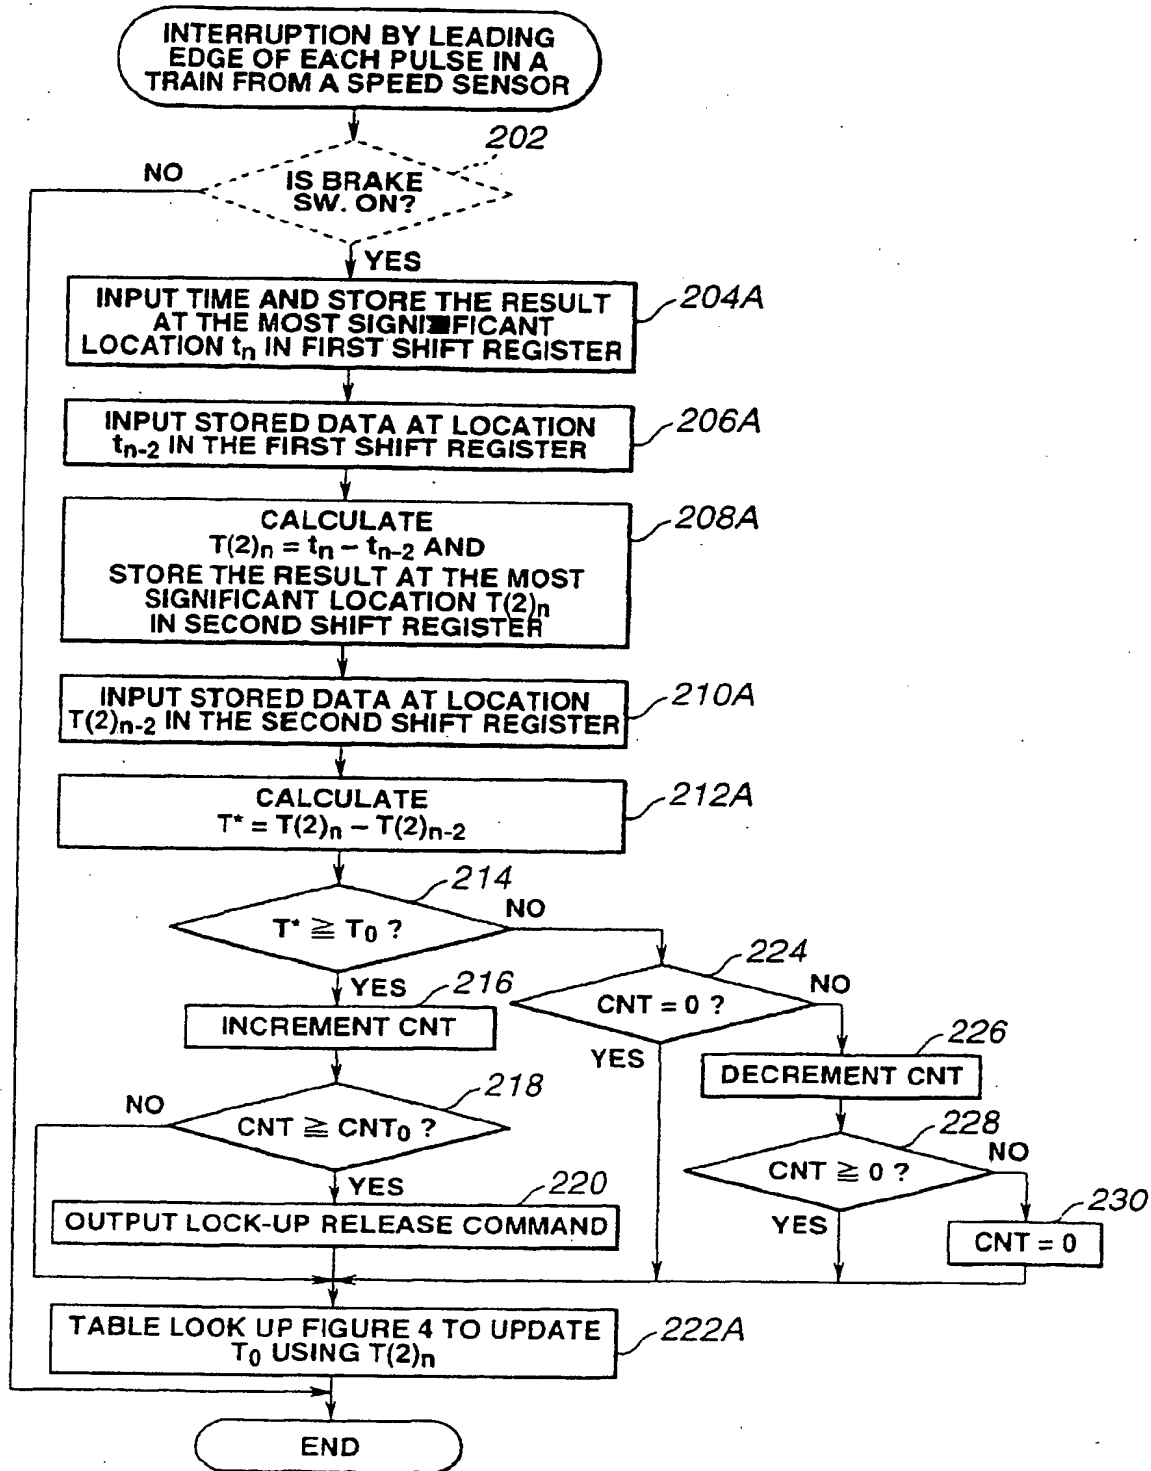 INTERRUPTION BY LEADING
EDGE OF EACH PULSE IN A
TRAIN FROM A SPEED SENSOR
202
NO
IS BRAKE
SW. ON?
YES
INPUT TIME AND STORE THE RESULT
AT THE MOST SIGNIFICANT
LOCATION tn IN FIRST SHIFT REGISTER
204A
INPUT STORED DATA AT LOCATION
tn-2 IN THE FIRST SHIFT REGISTER
206A
CALCULATE
T(2)n = tn – tn-2 AND
STORE THE RESULT AT THE MOST
SIGNIFICANT LOCATION T(2)n
IN SECOND SHIFT REGISTER
208A
INPUT STORED DATA AT LOCATION
T(2)n-2 IN THE SECOND SHIFT REGISTER
210A
CALCULATE
T* = T(2)n – T(2)n-2
212A
214
T* ≧ T0 ?
NO
YES
216
INCREMENT CNT
224
CNT = 0 ?
NO
YES
226
DECREMENT CNT
218
NO
CNT ≧ CNT0 ?
YES
228
CNT ≧ 0 ?
NO
YES
220
OUTPUT LOCK-UP RELEASE COMMAND
230
CNT = 0
TABLE LOOK UP FIGURE 4 TO UPDATE
T0 USING T(2)n
222A
END